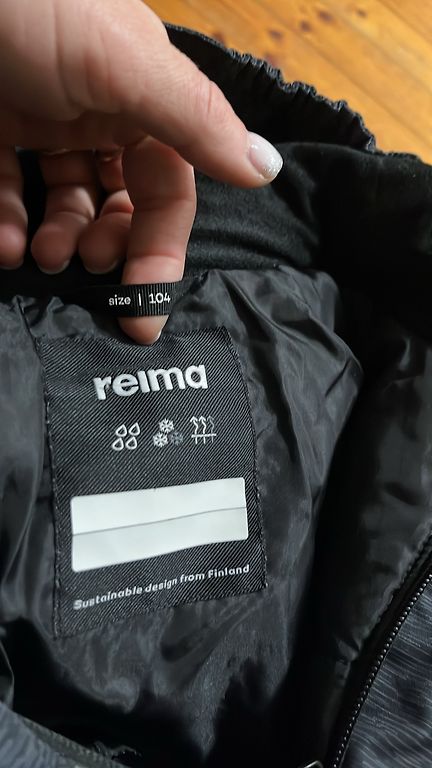 size | 104
reima
Sustainable design from Finland